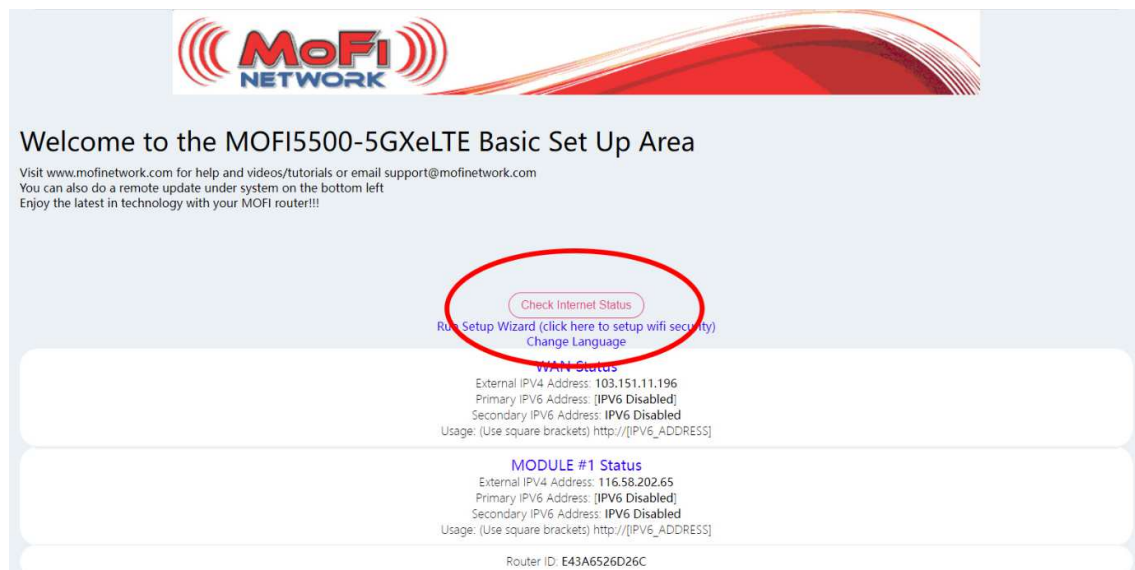 MOFI
NETWORK
Welcome to the MOFI5500-5GXeLTE Basic Set Up Area
Visit www.mofinetwork.com for help and videos/tutorials or email support@mofinetwork.com
You can also do a remote update under system on the bottom left
Enjoy the latest in technology with your MOFI router!!!
Check Internet Status
Run Setup Wizard (click here to setup wifi security)
Change Language
WAN Status
External IPV4 Address: 103.151.11.196
Primary IPV6 Address: [IPV6 Disabled]
Secondary IPV6 Address: IPV6 Disabled
Usage: (Use square brackets) http://[IPV6_ADDRESS]
MODULE #1 Status
External IPV4 Address: 116.58.202.65
Primary IPV6 Address: [IPV6 Disabled]
Secondary IPV6 Address: IPV6 Disabled
Usage: (Use square brackets) http://[IPV6_ADDRESS]
Router ID: E43A6526D26C